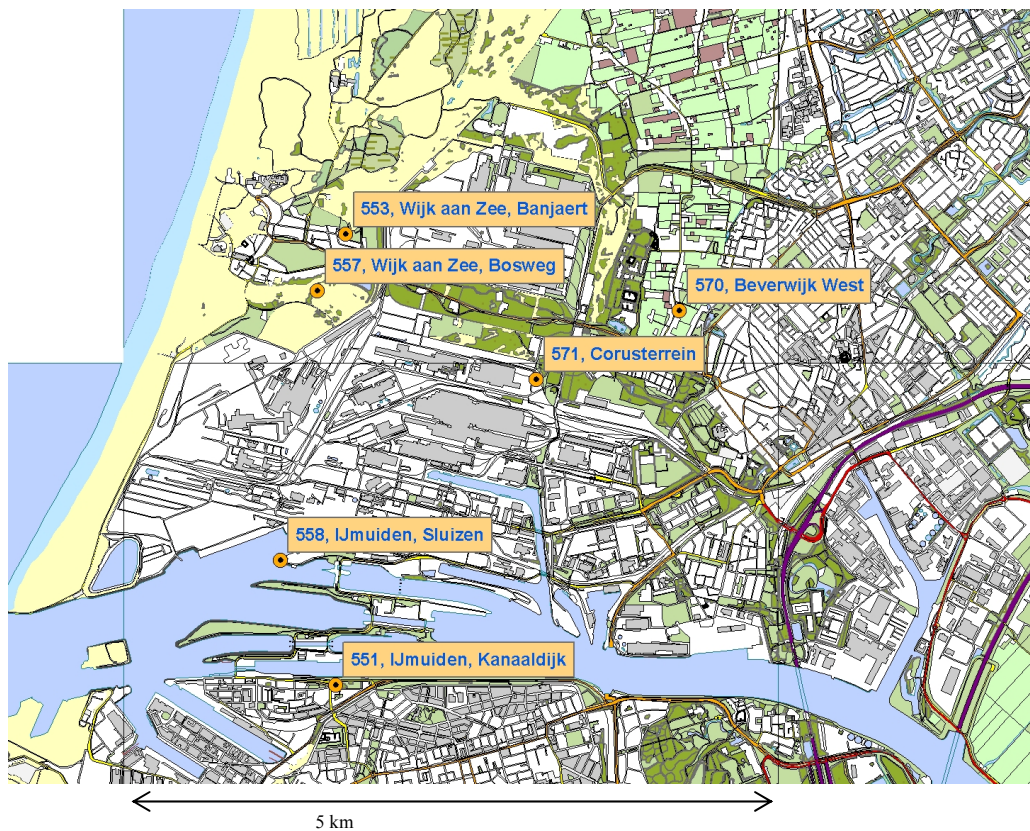 553, Wijk aan Zee, Banjaert
557, Wijk aan Zee, Bosweg
570, Beverwijk West
571, Corusterrein
558, IJmuiden, Sluizen
551, IJmuiden, Kanaaldijk
5 km